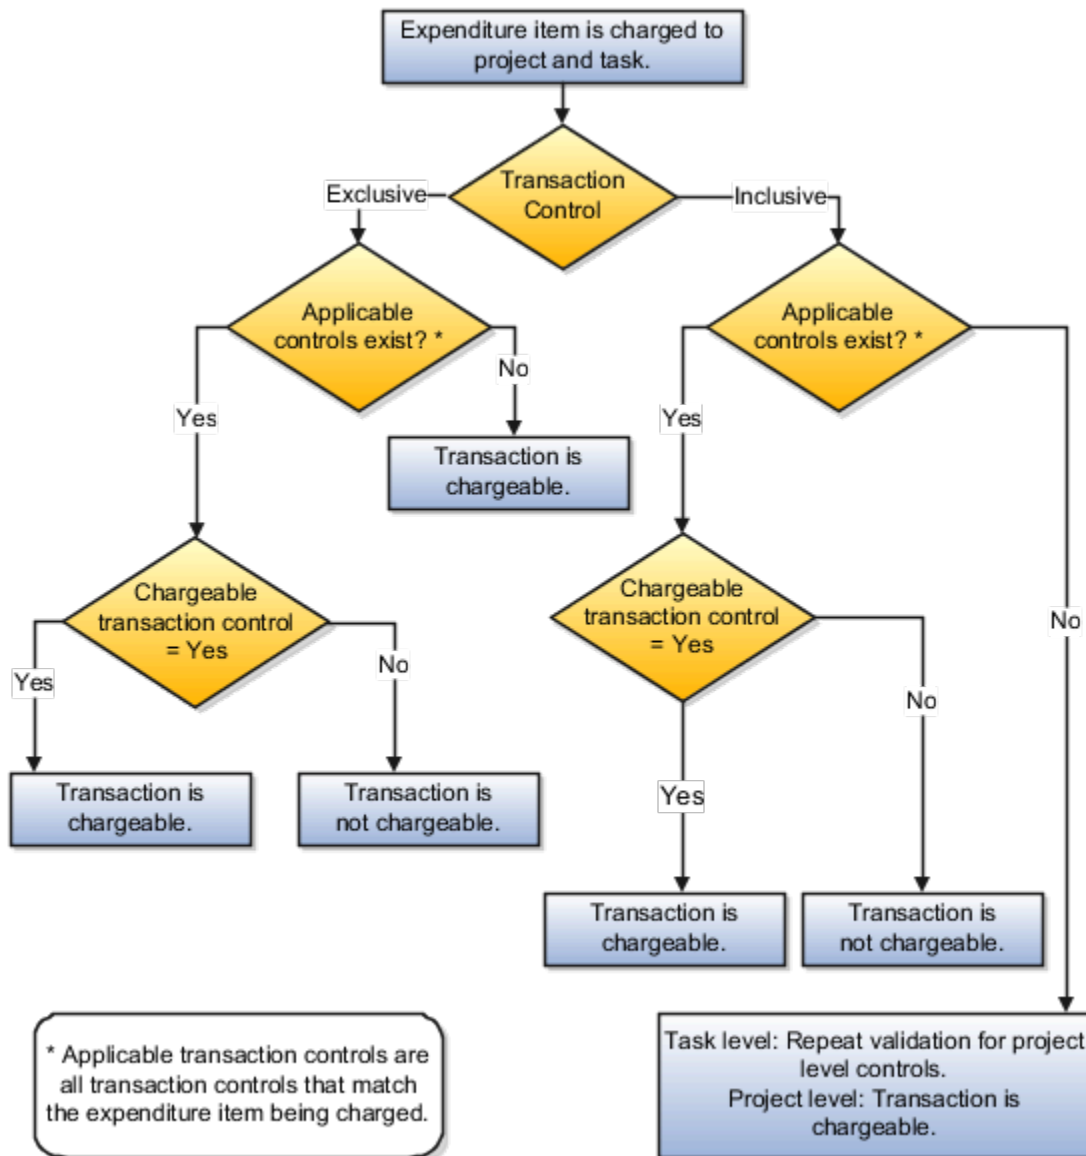 Expenditure item is charged to
project and task.
Transaction
Control
Exclusive
Inclusive
Applicable
controls exist? *
Applicable
controls exist? *
No
Yes
Yes
Transaction is
chargeable.
Chargeable
transaction control
= Yes
Chargeable
transaction control
= Yes
No
Yes
No
No
Transaction is
chargeable.
Transaction is
not chargeable.
Yes
Transaction is
chargeable.
Transaction is
not chargeable.
* Applicable transaction controls are
all transaction controls that match
the expenditure item being charged.
Task level: Repeat validation for project
level controls.
Project level: Transaction is
chargeable.